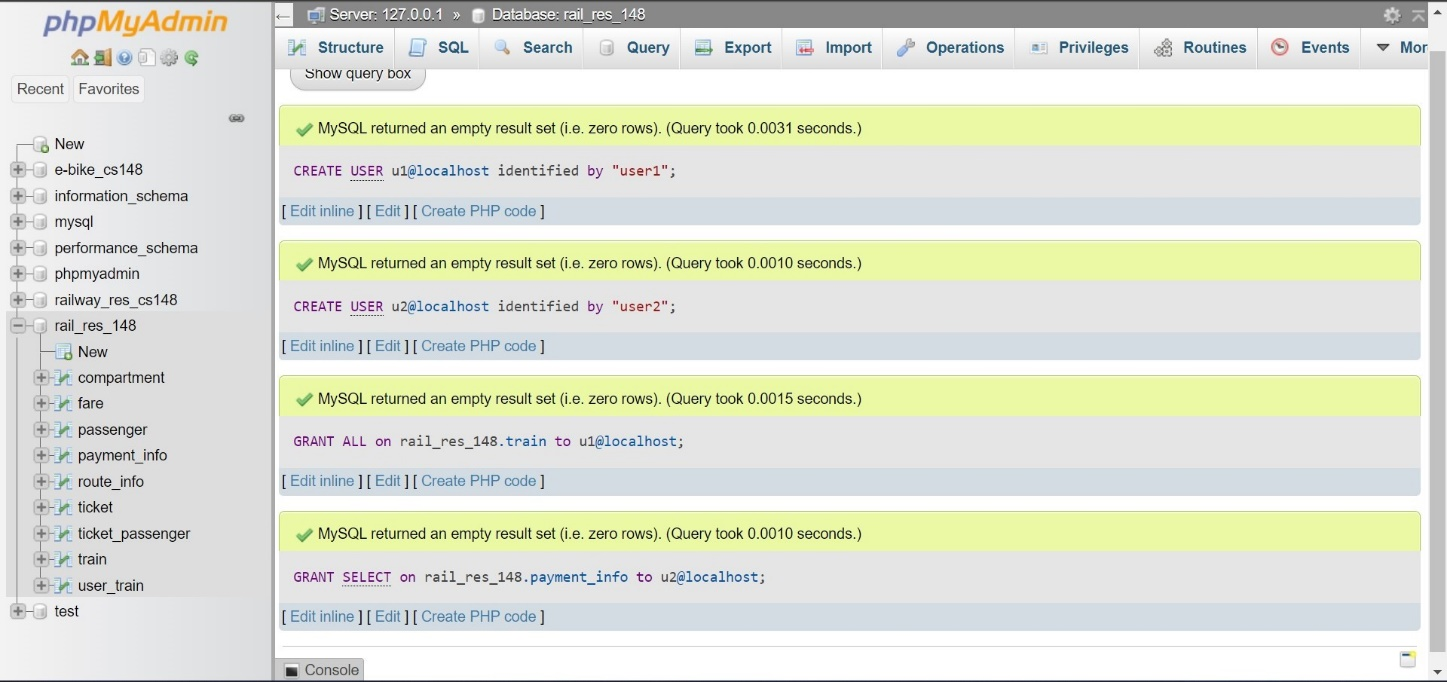 phpMyAdmin
Recent Favorites
New
e-bike_cs148
information_schema
mysql
performance_schema
phpmyadmin
railway_res_cs148
rail_res_148
New
compartment
fare
passenger
payment_info
route_info
ticket
ticket_passenger
train
user_train
test
Server: 127.0.0.1 » Database: rail_res_148
Structure SQL Search Query Export Import Operations Privileges Routines Events Mor
Show query box
MySQL returned an empty result set (i.e. zero rows). (Query took 0.0031 seconds.)
CREATE USER u1@localhost identified by "user1";
[ Edit inline ] [ Edit ] [ Create PHP code ]
MySQL returned an empty result set (i.e. zero rows). (Query took 0.0010 seconds.)
CREATE USER u2@localhost identified by "user2";
[ Edit inline ] [ Edit ] [ Create PHP code ]
MySQL returned an empty result set (i.e. zero rows). (Query took 0.0015 seconds.)
GRANT ALL on rail_res_148.train to u1@localhost;
[ Edit inline ] [ Edit ] [ Create PHP code ]
MySQL returned an empty result set (i.e. zero rows). (Query took 0.0010 seconds.)
GRANT SELECT on rail_res_148.payment_info to u2@localhost;
[ Edit inline ] [ Edit ] [ Create PHP code ]
Console